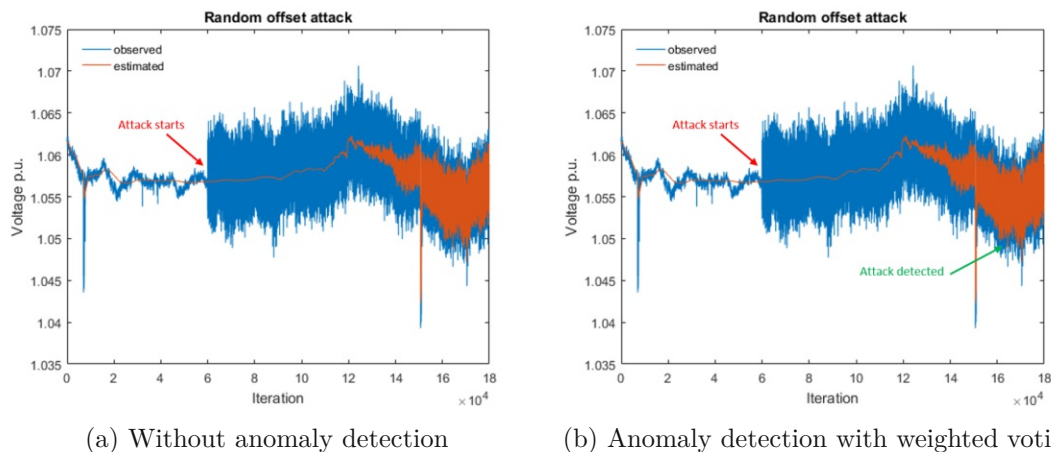 Random offset attack
1.075
1.07
1.065
1.06
1.055
1.05
1.045
1.04
1.035
Voltage p.u.
observed
estimated
Attack starts
0 2 4 6 8 10 12 14 16 18
Iteration
× 10^4
(a) Without anomaly detection
Random offset attack
1.075
1.07
1.065
1.06
1.055
1.05
1.045
1.04
1.035
Voltage p.u.
observed
estimated
Attack starts
Attack detected
0 2 4 6 8 10 12 14 16 18
Iteration
× 10^4
(b) Anomaly detection with weighted voti